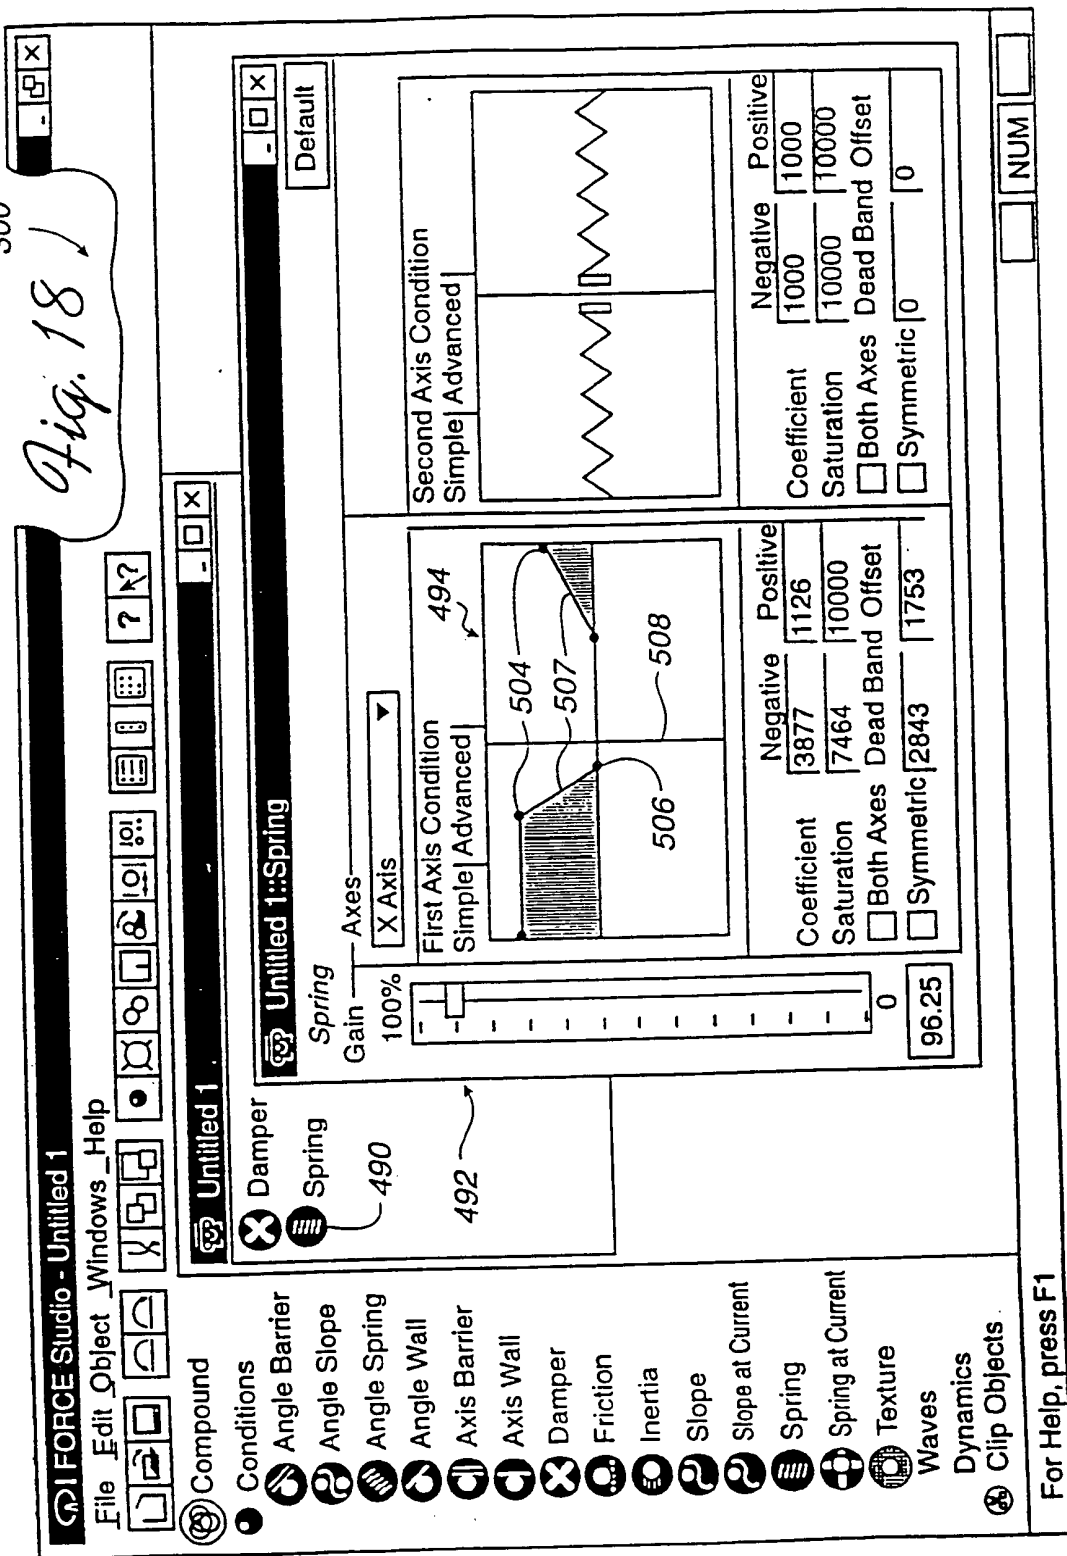 300
Fig. 18
I FORCE Studio - Untitled 1
File Edit Object Windows Help
? ?
Compound
Conditions
Angle Barrier
Angle Slope
Angle Spring
Angle Wall
Axis Barrier
Axis Wall
Damper
Friction
Inertia
Slope
Slope at Current
Spring
Spring at Current
Texture
Waves
Dynamics
Clip Objects
For Help, press F1
NUM
Untitled 1
Damper
Spring
490
492
Untitled 1::Spring
Default
Spring
Gain
100%
0
96.25
Axes
X Axis
First Axis Condition
Simple Advanced
494
504
507
508
506
Negative Positive
Coefficient 3877 1126
Saturation 7464 10000
Both Axes Dead Band Offset
Symmetric 2843 1753
Second Axis Condition
Simple Advanced
Negative Positive
Coefficient 1000 1000
Saturation 10000 10000
Both Axes Dead Band Offset
Symmetric 0 0